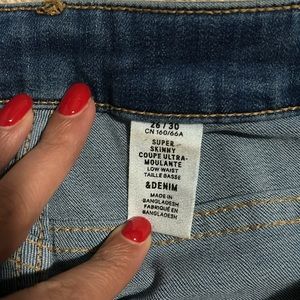 26 / 30
CN 160/66A
SUPER
SKINNY
COUPE ULTRA-
MOULANTE
LOW WAIST
TAILLE BASSE
&DENIM
MADE IN
BANGLADESH
FABRIQUÉ EN
BANGLADESH